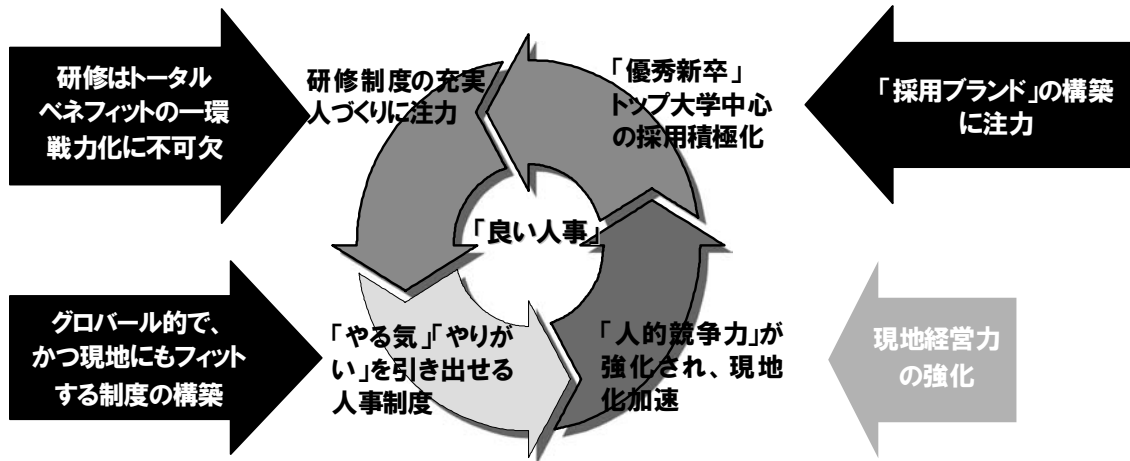 研修はトータル
ベネフィットの一環
戦力化に不可欠
研修制度の充実
人づくりに注力
「優秀新卒」
トップ大学中心
の採用積極化
「採用ブランド」の構築
に注力
「良い人事」
グロバール的で、
かつ現地にもフィット
する制度の構築
「やる気」「やりが
い」を引き出せる
人事制度
「人的競争力」が
強化され、現地
化加速
現地経営力
の強化